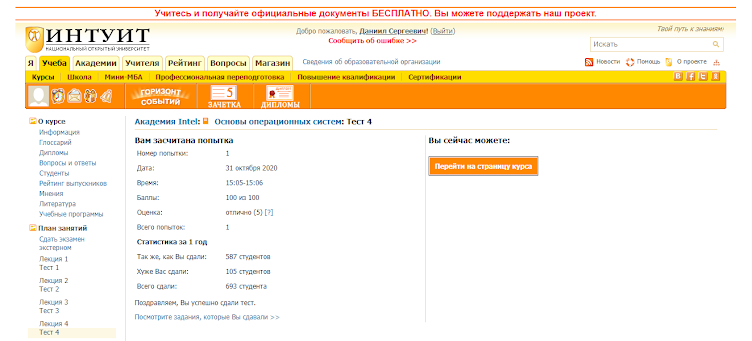 Учитесь и получайте официальные документы БЕСПЛАТНО. Вы можете поддержать наш проект.
ИНТУИТ
НАЦИОНАЛЬНЫЙ ОТКРЫТЫЙ УНИВЕРСИТЕТ
Добро пожаловать, Даниил Сергеевич! (Выйти)
Сообщить об ошибке >>
Твой путь к знаниям!
Искать
Я Учеба Академии Учителя Рейтинг Вопросы Магазин Сведения об образовательной организации
Новости Помощь О проекте
Курсы Школа Мини-МБА Профессиональная переподготовка Повышение квалификации Сертификации
ГОРИЗОНТ СОБЫТИЙ
5 ЗАЧЕТКА
ДИПЛОМЫ
О курсе
Информация
Глоссарий
Дипломы
Вопросы и ответы
Студенты
Рейтинг выпускников
Мнения
Литература
Учебные программы
План занятий
Сдать экзамен
экстерном
Лекция 1
Тест 1
Лекция 2
Тест 2
Лекция 3
Тест 3
Лекция 4
Тест 4
Академия Intel: Основы операционных систем: Тест 4
Вам засчитана попытка
Номер попытки: 1
Дата: 31 октября 2020
Время: 15:05-15:06
Баллы: 100 из 100
Оценка: отлично (5) [?]
Всего попыток: 1
Статистика за 1 год
Так же, как Вы сдали: 587 студентов
Хуже Вас сдали: 105 студентов
Всего сдали: 693 студента
Поздравляем, Вы успешно сдали тест.
Посмотрите задания, которые Вы сдавали >>
Вы сейчас можете:
Перейти на страницу курса